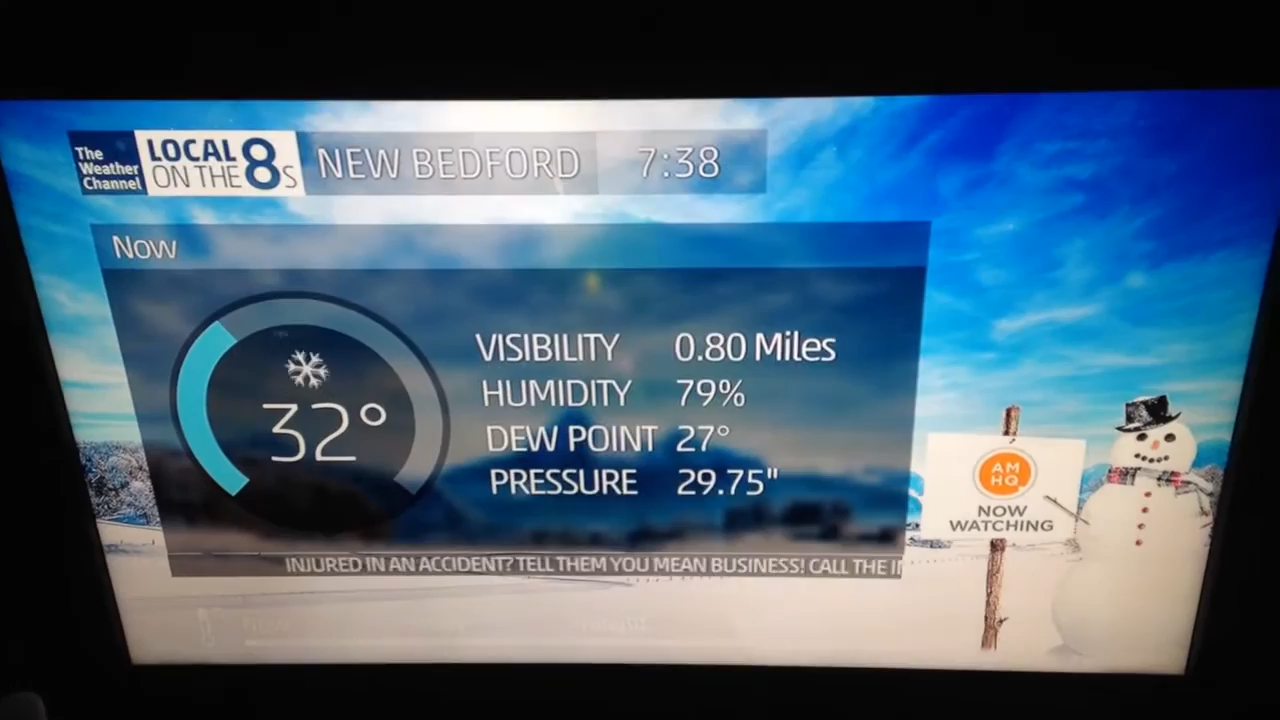 The
Weather
Channel
LOCAL
ON THE 8s
NEW BEDFORD 7:38
Now
32°
VISIBILITY 0.80 Miles
HUMIDITY 79%
DEW POINT 27°
PRESSURE 29.75"
AM
HQ
NOW
WATCHING
INJURED IN AN ACCIDENT? TELL THEM YOU MEAN BUSINESS! CALL THE